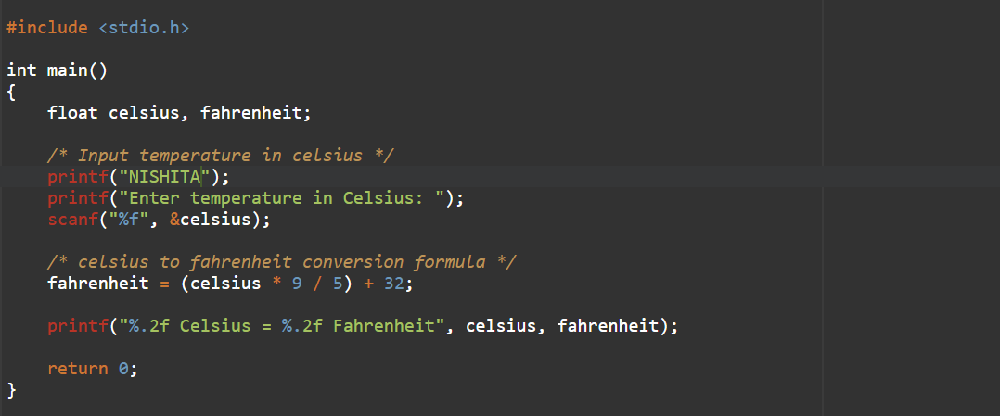 #include <stdio.h>
int main()
{
float celsius, fahrenheit;
/* Input temperature in celsius */
printf("NISHITA");
printf("Enter temperature in Celsius: ");
scanf("%f", &celsius);
/* celsius to fahrenheit conversion formula */
fahrenheit = (celsius * 9 / 5) + 32;
printf("%.2f Celsius = %.2f Fahrenheit", celsius, fahrenheit);
return 0;
}